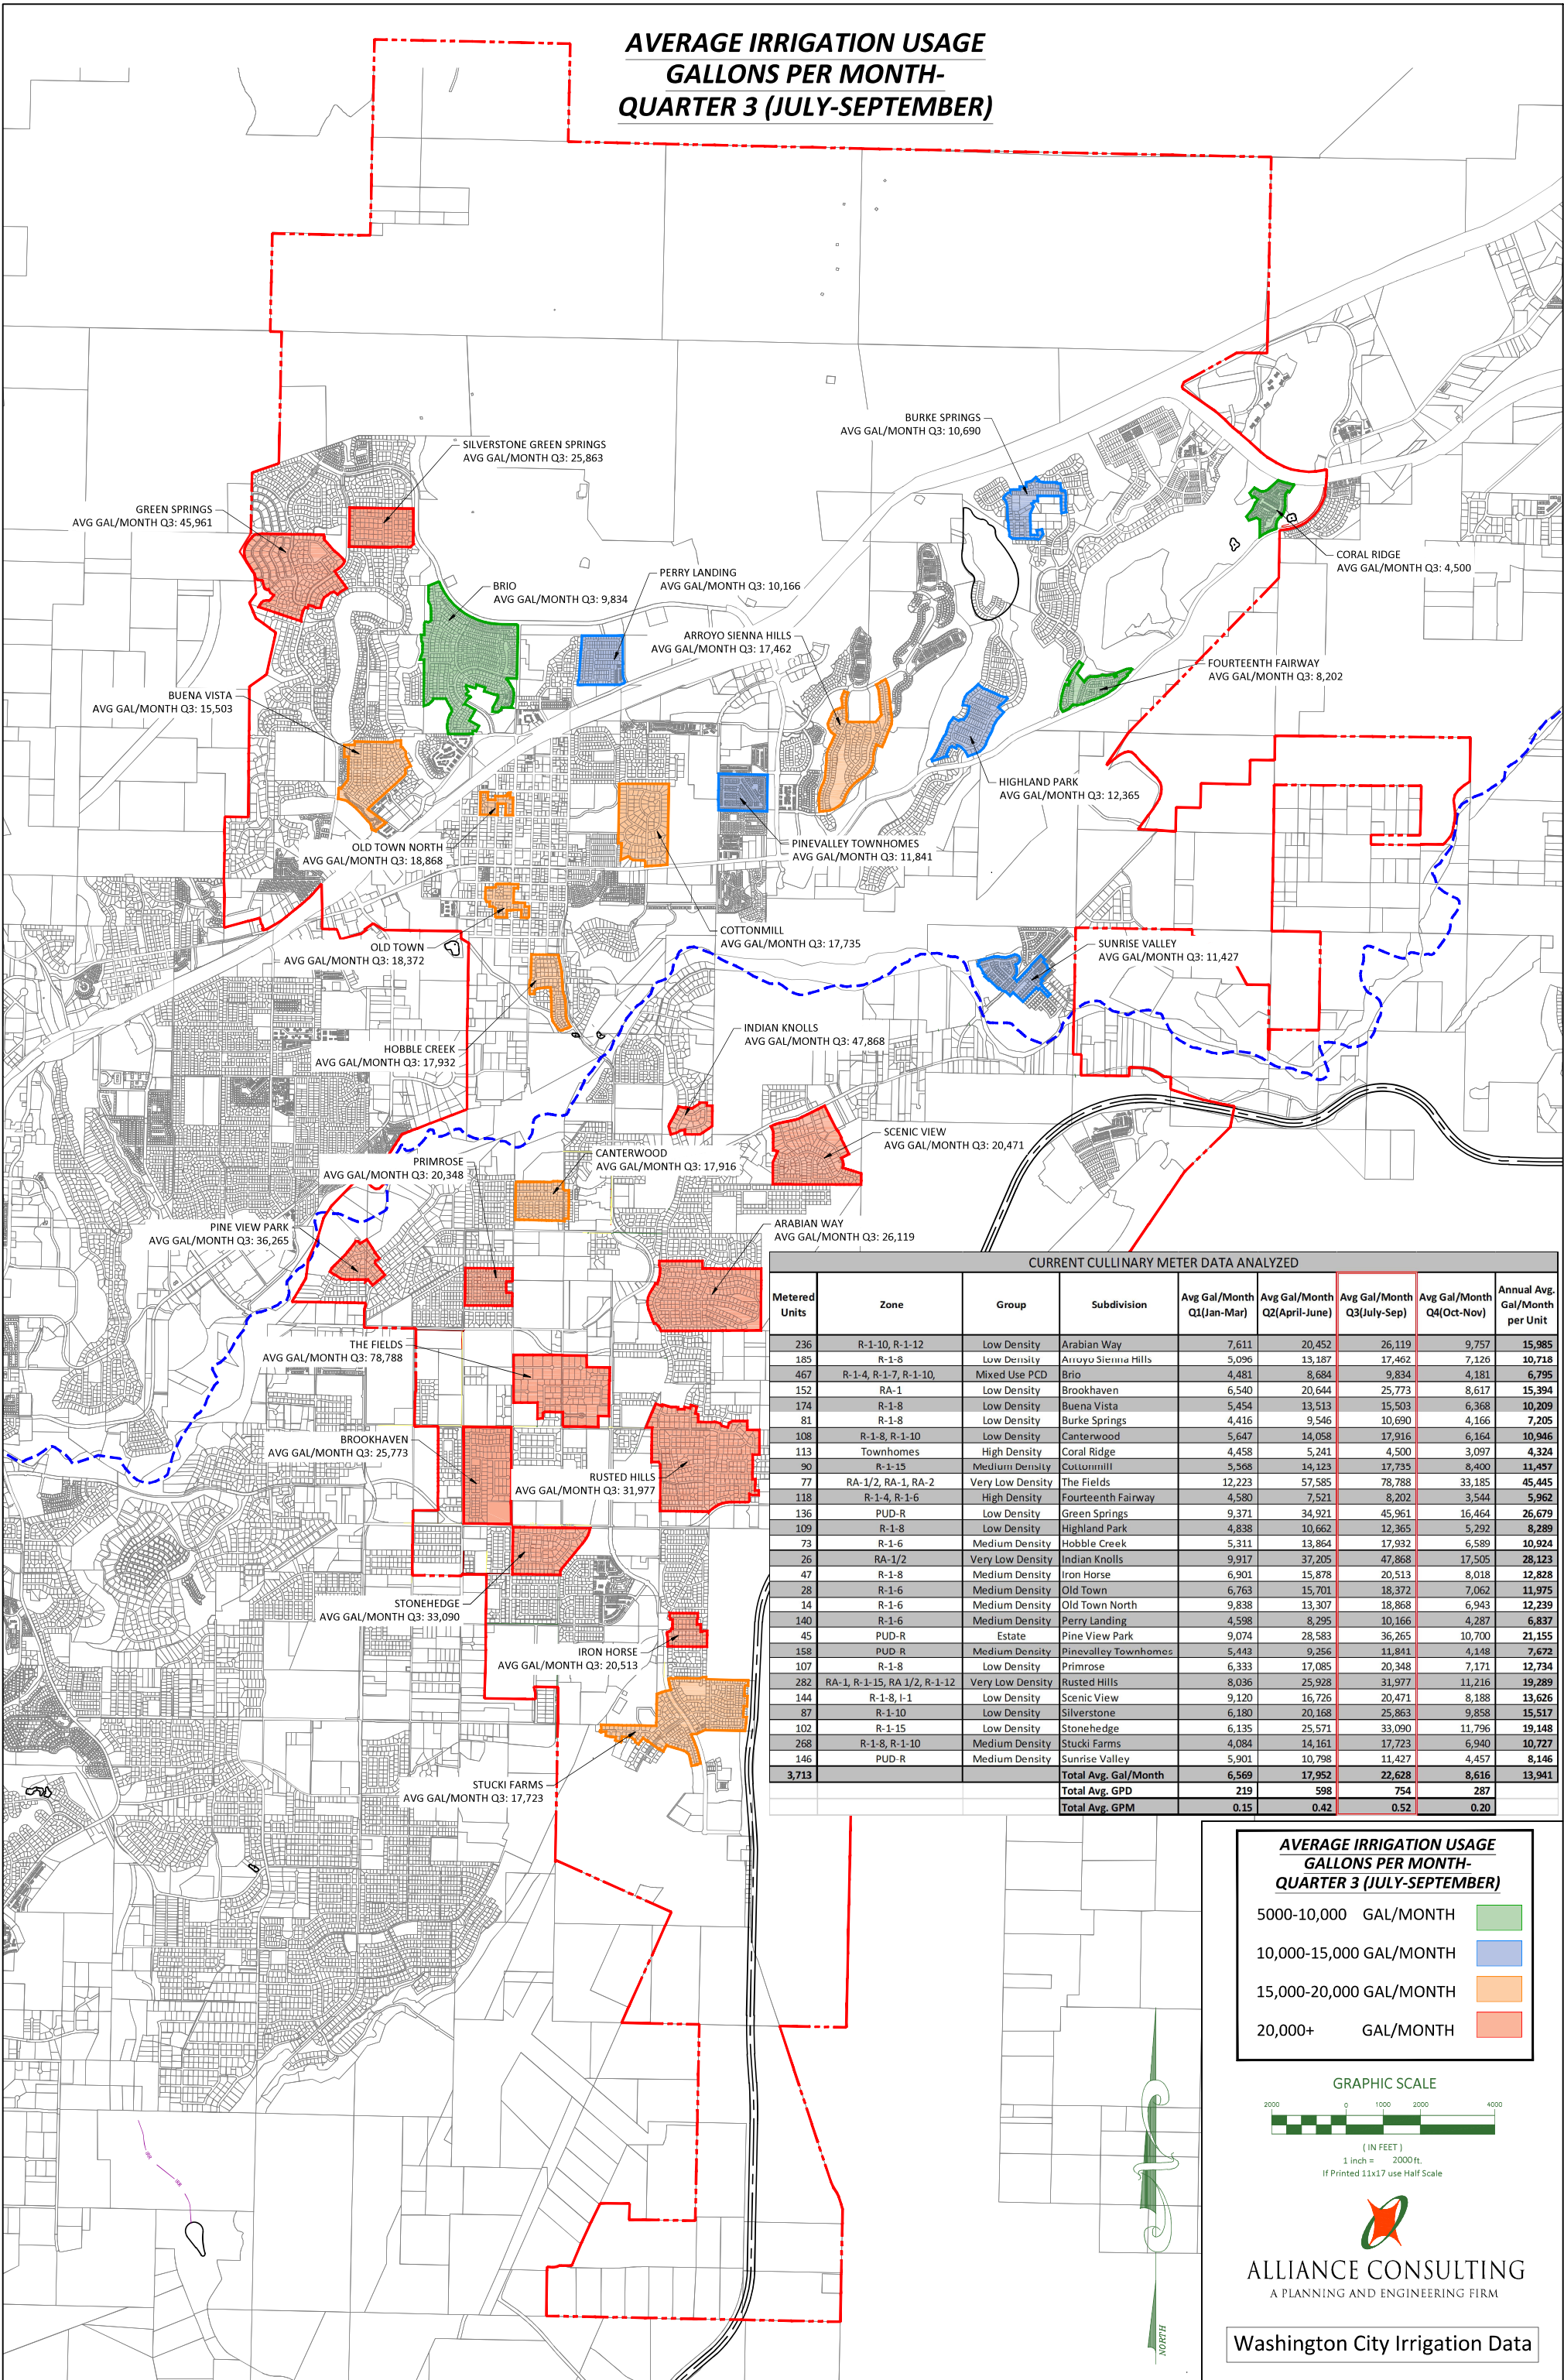 AVERAGE IRRIGATION USAGE
GALLONS PER MONTH-
QUARTER 3 (JULY-SEPTEMBER)
BURKE SPRINGS
AVG GAL/MONTH Q3: 10,690
SILVERSTONE GREEN SPRINGS
AVG GAL/MONTH Q3: 25,863
GREEN SPRINGS
AVG GAL/MONTH Q3: 45,961
CORAL RIDGE
AVG GAL/MONTH Q3: 4,500
PERRY LANDING
AVG GAL/MONTH Q3: 10,166
BRIO
AVG GAL/MONTH Q3: 9,834
ARROYO SIENNA HILLS
AVG GAL/MONTH Q3: 17,462
FOURTEENTH FAIRWAY
AVG GAL/MONTH Q3: 8,202
BUENA VISTA
AVG GAL/MONTH Q3: 15,503
HIGHLAND PARK
AVG GAL/MONTH Q3: 12,365
OLD TOWN NORTH
AVG GAL/MONTH Q3: 18,868
PINEVALLEY TOWNHOMES
AVG GAL/MONTH Q3: 11,841
COTTONMILL
AVG GAL/MONTH Q3: 17,735
OLD TOWN
AVG GAL/MONTH Q3: 18,372
SUNRISE VALLEY
AVG GAL/MONTH Q3: 11,427
INDIAN KNOLLS
AVG GAL/MONTH Q3: 47,868
HOBBLE CREEK
AVG GAL/MONTH Q3: 17,932
SCENIC VIEW
AVG GAL/MONTH Q3: 20,471
CANTERWOOD
AVG GAL/MONTH Q3: 17,916
PRIMROSE
AVG GAL/MONTH Q3: 20,348
PINE VIEW PARK
AVG GAL/MONTH Q3: 36,265
ARABIAN WAY
AVG GAL/MONTH Q3: 26,119
THE FIELDS
AVG GAL/MONTH Q3: 78,788
BROOKHAVEN
AVG GAL/MONTH Q3: 25,773
RUSTED HILLS
AVG GAL/MONTH Q3: 31,977
STONEHEDGE
AVG GAL/MONTH Q3: 33,090
IRON HORSE
AVG GAL/MONTH Q3: 20,513
STUCKI FARMS
AVG GAL/MONTH Q3: 17,723
CURRENT CULLINARY METER DATA ANALYZED
Metered Units Zone Group Subdivision Avg Gal/Month Q1(Jan-Mar) Avg Gal/Month Q2(April-June) Avg Gal/Month Q3(July-Sep) Avg Gal/Month Q4(Oct-Nov) Annual Avg. Gal/Month per Unit
236 R-1-10, R-1-12 Low Density Arabian Way 7,611 20,452 26,119 9,757 15,985
185 R-1-8 Low Density Arroyo Sienna Hills 5,096 13,187 17,462 7,126 10,718
467 R-1-4, R-1-7, R-1-10, Mixed Use PCD Brio 4,481 8,684 9,834 4,181 6,795
152 RA-1 Low Density Brookhaven 6,540 20,644 25,773 8,617 15,394
174 R-1-8 Low Density Buena Vista 5,454 13,513 15,503 6,368 10,209
81 R-1-8 Low Density Burke Springs 4,416 9,546 10,690 4,166 7,205
108 R-1-8, R-1-10 Low Density Canterwood 5,647 14,058 17,916 6,164 10,946
113 Townhomes High Density Coral Ridge 4,458 5,241 4,500 3,097 4,324
90 R-1-15 Medium Density Cottonmill 5,568 14,123 17,735 8,400 11,457
77 RA-1/2, RA-1, RA-2 Very Low Density The Fields 12,223 57,585 78,788 33,185 45,445
118 R-1-4, R-1-6 High Density Fourteenth Fairway 4,580 7,521 8,202 3,544 5,962
136 PUD-R Low Density Green Springs 9,371 34,921 45,961 16,464 26,679
109 R-1-8 Low Density Highland Park 4,838 10,662 12,365 5,292 8,289
73 R-1-6 Medium Density Hobble Creek 5,311 13,864 17,932 6,589 10,924
26 RA-1/2 Very Low Density Indian Knolls 9,917 37,205 47,868 17,505 28,123
47 R-1-8 Medium Density Iron Horse 6,901 15,878 20,513 8,018 12,828
28 R-1-6 Medium Density Old Town 6,763 15,701 18,372 7,062 11,975
14 R-1-6 Medium Density Old Town North 9,838 13,307 18,868 6,943 12,239
140 R-1-6 Medium Density Perry Landing 4,598 8,295 10,166 4,287 6,837
45 PUD-R Estate Pine View Park 9,074 28,583 36,265 10,700 21,155
158 PUD-R Medium Density Pinevalley Townhomes 5,443 9,256 11,841 4,148 7,672
107 R-1-8 Low Density Primrose 6,333 17,085 20,348 7,171 12,734
282 RA-1, R-1-15, RA 1/2, R-1-12 Very Low Density Rusted Hills 8,036 25,928 31,977 11,216 19,289
144 R-1-8, I-1 Low Density Scenic View 9,120 16,726 20,471 8,188 13,626
87 R-1-10 Low Density Silverstone 6,180 20,168 25,863 9,858 15,517
102 R-1-15 Low Density Stonehedge 6,135 25,571 33,090 11,796 19,148
268 R-1-8, R-1-10 Medium Density Stucki Farms 4,084 14,161 17,723 6,940 10,727
146 PUD-R Medium Density Sunrise Valley 5,901 10,798 11,427 4,457 8,146
3,713 Total Avg. Gal/Month 6,569 17,952 22,628 8,616 13,941
Total Avg. GPD 219 598 754 287
Total Avg. GPM 0.15 0.42 0.52 0.20
AVERAGE IRRIGATION USAGE
GALLONS PER MONTH-
QUARTER 3 (JULY-SEPTEMBER)
5000-10,000 GAL/MONTH
10,000-15,000 GAL/MONTH
15,000-20,000 GAL/MONTH
20,000+ GAL/MONTH
GRAPHIC SCALE
2000 0 1000 2000 4000
( IN FEET )
1 inch = 2000 ft.
If Printed 11x17 use Half Scale
NORTH
ALLIANCE CONSULTING
A PLANNING AND ENGINEERING FIRM
Washington City Irrigation Data